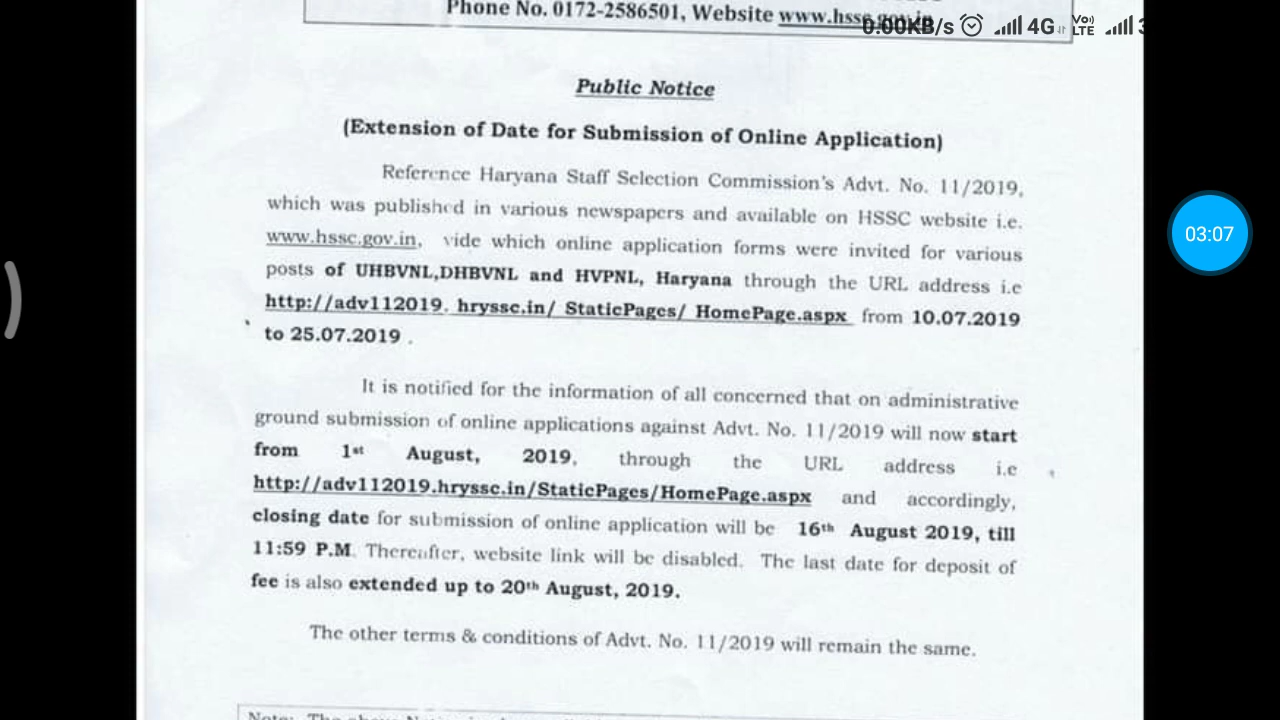 Phone No. 0172-2586501, Website www.hssc.gov.in
0.00KB/s 4G Vo) LTE
Public Notice
(Extension of Date for Submission of Online Application)
Reference Haryana Staff Selection Commission's Advt. No. 11/2019,
which was published in various newspapers and available on HSSC website i.e.
www.hssc.gov.in, vide which online application forms were invited for various
posts of UHBVNL,DHBVNL and HVPNL, Haryana through the URL address i.e
http://adv112019. hryssc.in/ StaticPages/ HomePage.aspx from 10.07.2019
to 25.07.2019 .
It is notified for the information of all concerned that on administrative
ground submission of online applications against Advt. No. 11/2019 will now start
from 1st August, 2019, through the URL address i.e
http://adv112019.hryssc.in/StaticPages/HomePage.aspx and accordingly,
closing date for submission of online application will be 16th August 2019, till
11:59 P.M. Thereafter, website link will be disabled. The last date for deposit of
fee is also extended up to 20th August, 2019.
The other terms & conditions of Advt. No. 11/2019 will remain the same.
03:07